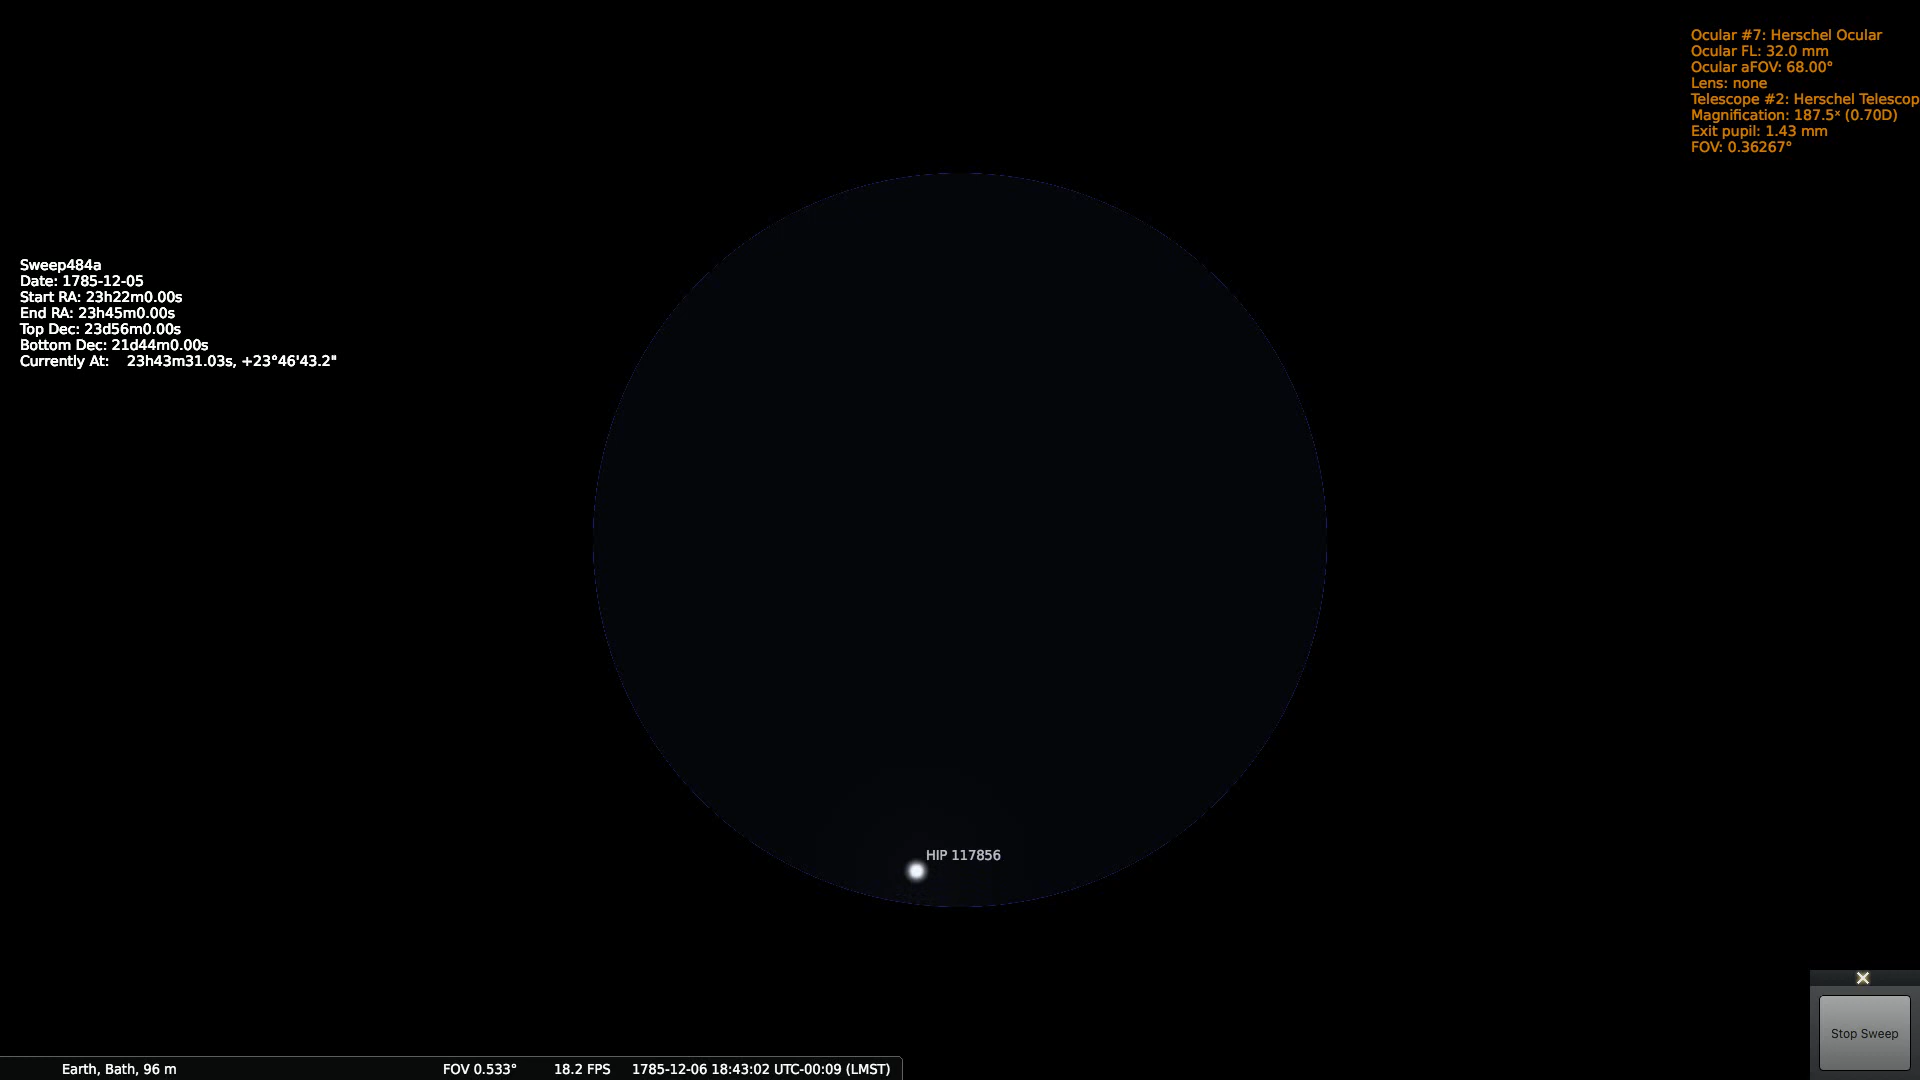 Ocular #7: Herschel Ocular
Ocular FL: 32.0 mm
Ocular aFOV: 68.00°
Lens: none
Telescope #2: Herschel Telescop
Magnification: 187.5ˣ (0.70D)
Exit pupil: 1.43 mm
FOV: 0.36267°
Sweep484a
Date: 1785-12-05
Start RA: 23h22m0.00s
End RA: 23h45m0.00s
Top Dec: 23d56m0.00s
Bottom Dec: 21d44m0.00s
Currently At: 23h43m31.03s, +23°46'43.2"
HIP 117856
Stop Sweep
Earth, Bath, 96 m FOV 0.533° 18.2 FPS 1785-12-06 18:43:02 UTC-00:09 (LMST)